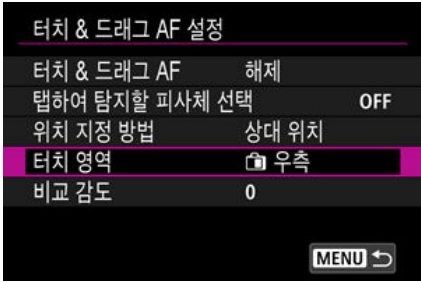 터치 & 드래그 AF 설정
터치 & 드래그 AF 해제
탭하여 탐지할 피사체 선택 OFF
위치 지정 방법 상대 위치
터치 영역 우측
비교 감도 0
MENU